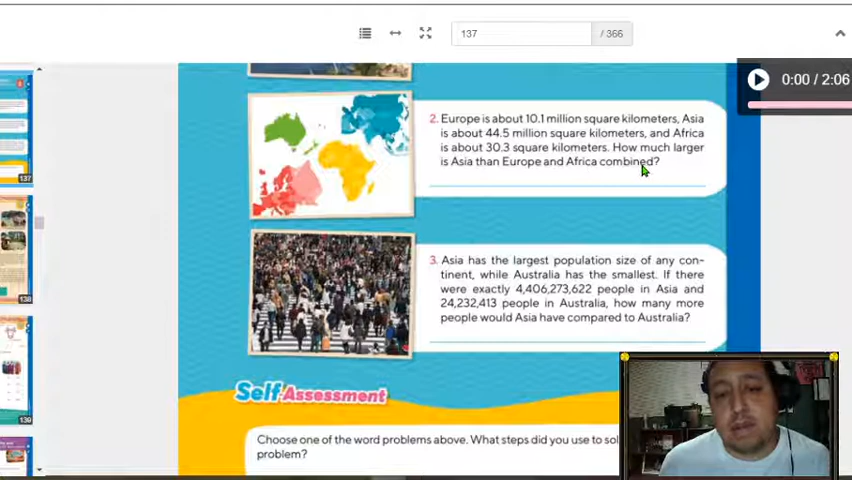 137
/ 366
0:00 / 2:06
2. Europe is about 10.1 million square kilometers, Asia
is about 44.5 million square kilometers, and Africa
is about 30.3 square kilometers. How much larger
is Asia than Europe and Africa combined?
3. Asia has the largest population size of any con-
tinent, while Australia has the smallest. If there
were exactly 4,406,273,622 people in Asia and
24,232,413 people in Australia, how many more
people would Asia have compared to Australia?
Self Assessment
Choose one of the word problems above. What steps did you use to sol
problem?
137
138
139